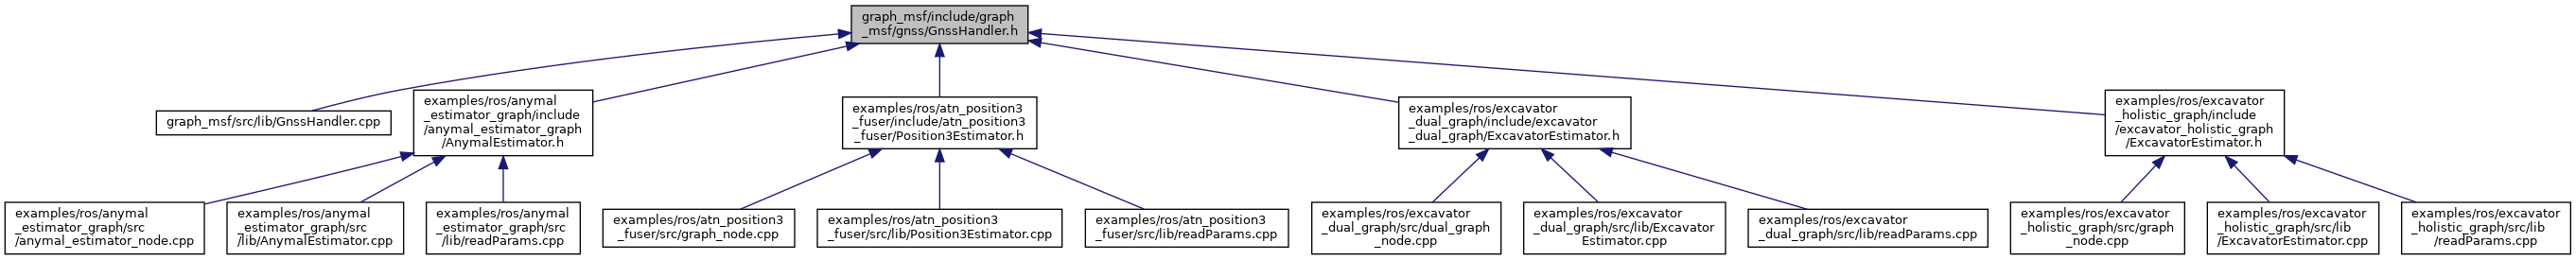 graph_msf/include/graph
_msf/gnss/GnssHandler.h
graph_msf/src/lib/GnssHandler.cpp
examples/ros/anymal
_estimator_graph/include
/anymal_estimator_graph
/AnymalEstimator.h
examples/ros/atn_position3
_fuser/include/atn_position3
_fuser/Position3Estimator.h
examples/ros/excavator
_dual_graph/include/excavator
_dual_graph/ExcavatorEstimator.h
examples/ros/excavator
_holistic_graph/include
/excavator_holistic_graph
/ExcavatorEstimator.h
examples/ros/anymal
_estimator_graph/src
/anymal_estimator_node.cpp
examples/ros/anymal
_estimator_graph/src
/lib/AnymalEstimator.cpp
examples/ros/anymal
_estimator_graph/src
/lib/readParams.cpp
examples/ros/atn_position3
_fuser/src/graph_node.cpp
examples/ros/atn_position3
_fuser/src/lib/Position3Estimator.cpp
examples/ros/atn_position3
_fuser/src/lib/readParams.cpp
examples/ros/excavator
_dual_graph/src/dual_graph
_node.cpp
examples/ros/excavator
_dual_graph/src/lib/Excavator
Estimator.cpp
examples/ros/excavator
_dual_graph/src/lib/readParams.cpp
examples/ros/excavator
_holistic_graph/src/graph
_node.cpp
examples/ros/excavator
_holistic_graph/src/lib
/ExcavatorEstimator.cpp
examples/ros/excavator
_holistic_graph/src/lib
/readParams.cpp